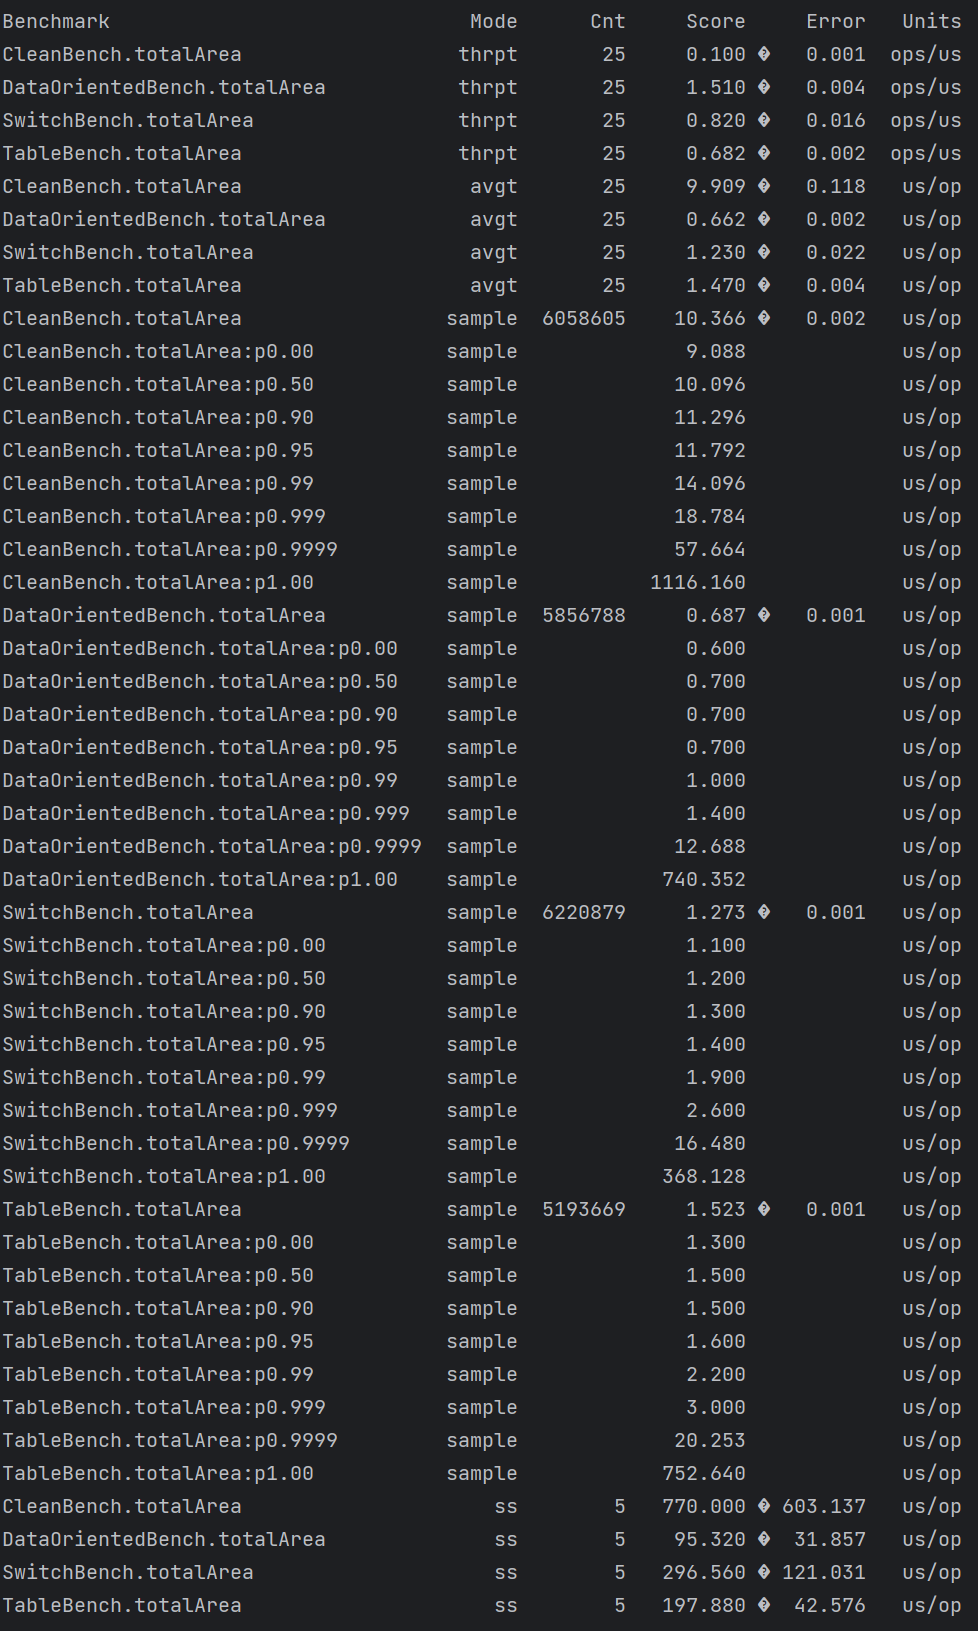 Benchmark Mode Cnt Score Error Units
CleanBench.totalArea thrpt 25 0.100 � 0.001 ops/us
DataOrientedBench.totalArea thrpt 25 1.510 � 0.004 ops/us
SwitchBench.totalArea thrpt 25 0.820 � 0.016 ops/us
TableBench.totalArea thrpt 25 0.682 � 0.002 ops/us
CleanBench.totalArea avgt 25 9.909 � 0.118 us/op
DataOrientedBench.totalArea avgt 25 0.662 � 0.002 us/op
SwitchBench.totalArea avgt 25 1.230 � 0.022 us/op
TableBench.totalArea avgt 25 1.470 � 0.004 us/op
CleanBench.totalArea sample 6058605 10.366 � 0.002 us/op
CleanBench.totalArea:p0.00 sample 9.088 us/op
CleanBench.totalArea:p0.50 sample 10.096 us/op
CleanBench.totalArea:p0.90 sample 11.296 us/op
CleanBench.totalArea:p0.95 sample 11.792 us/op
CleanBench.totalArea:p0.99 sample 14.096 us/op
CleanBench.totalArea:p0.999 sample 18.784 us/op
CleanBench.totalArea:p0.9999 sample 57.664 us/op
CleanBench.totalArea:p1.00 sample 1116.160 us/op
DataOrientedBench.totalArea sample 5856788 0.687 � 0.001 us/op
DataOrientedBench.totalArea:p0.00 sample 0.600 us/op
DataOrientedBench.totalArea:p0.50 sample 0.700 us/op
DataOrientedBench.totalArea:p0.90 sample 0.700 us/op
DataOrientedBench.totalArea:p0.95 sample 0.700 us/op
DataOrientedBench.totalArea:p0.99 sample 1.000 us/op
DataOrientedBench.totalArea:p0.999 sample 1.400 us/op
DataOrientedBench.totalArea:p0.9999 sample 12.688 us/op
DataOrientedBench.totalArea:p1.00 sample 740.352 us/op
SwitchBench.totalArea sample 6220879 1.273 � 0.001 us/op
SwitchBench.totalArea:p0.00 sample 1.100 us/op
SwitchBench.totalArea:p0.50 sample 1.200 us/op
SwitchBench.totalArea:p0.90 sample 1.300 us/op
SwitchBench.totalArea:p0.95 sample 1.400 us/op
SwitchBench.totalArea:p0.99 sample 1.900 us/op
SwitchBench.totalArea:p0.999 sample 2.600 us/op
SwitchBench.totalArea:p0.9999 sample 16.480 us/op
SwitchBench.totalArea:p1.00 sample 368.128 us/op
TableBench.totalArea sample 5193669 1.523 � 0.001 us/op
TableBench.totalArea:p0.00 sample 1.300 us/op
TableBench.totalArea:p0.50 sample 1.500 us/op
TableBench.totalArea:p0.90 sample 1.500 us/op
TableBench.totalArea:p0.95 sample 1.600 us/op
TableBench.totalArea:p0.99 sample 2.200 us/op
TableBench.totalArea:p0.999 sample 3.000 us/op
TableBench.totalArea:p0.9999 sample 20.253 us/op
TableBench.totalArea:p1.00 sample 752.640 us/op
CleanBench.totalArea ss 5 770.000 � 603.137 us/op
DataOrientedBench.totalArea ss 5 95.320 � 31.857 us/op
SwitchBench.totalArea ss 5 296.560 � 121.031 us/op
TableBench.totalArea ss 5 197.880 � 42.576 us/op